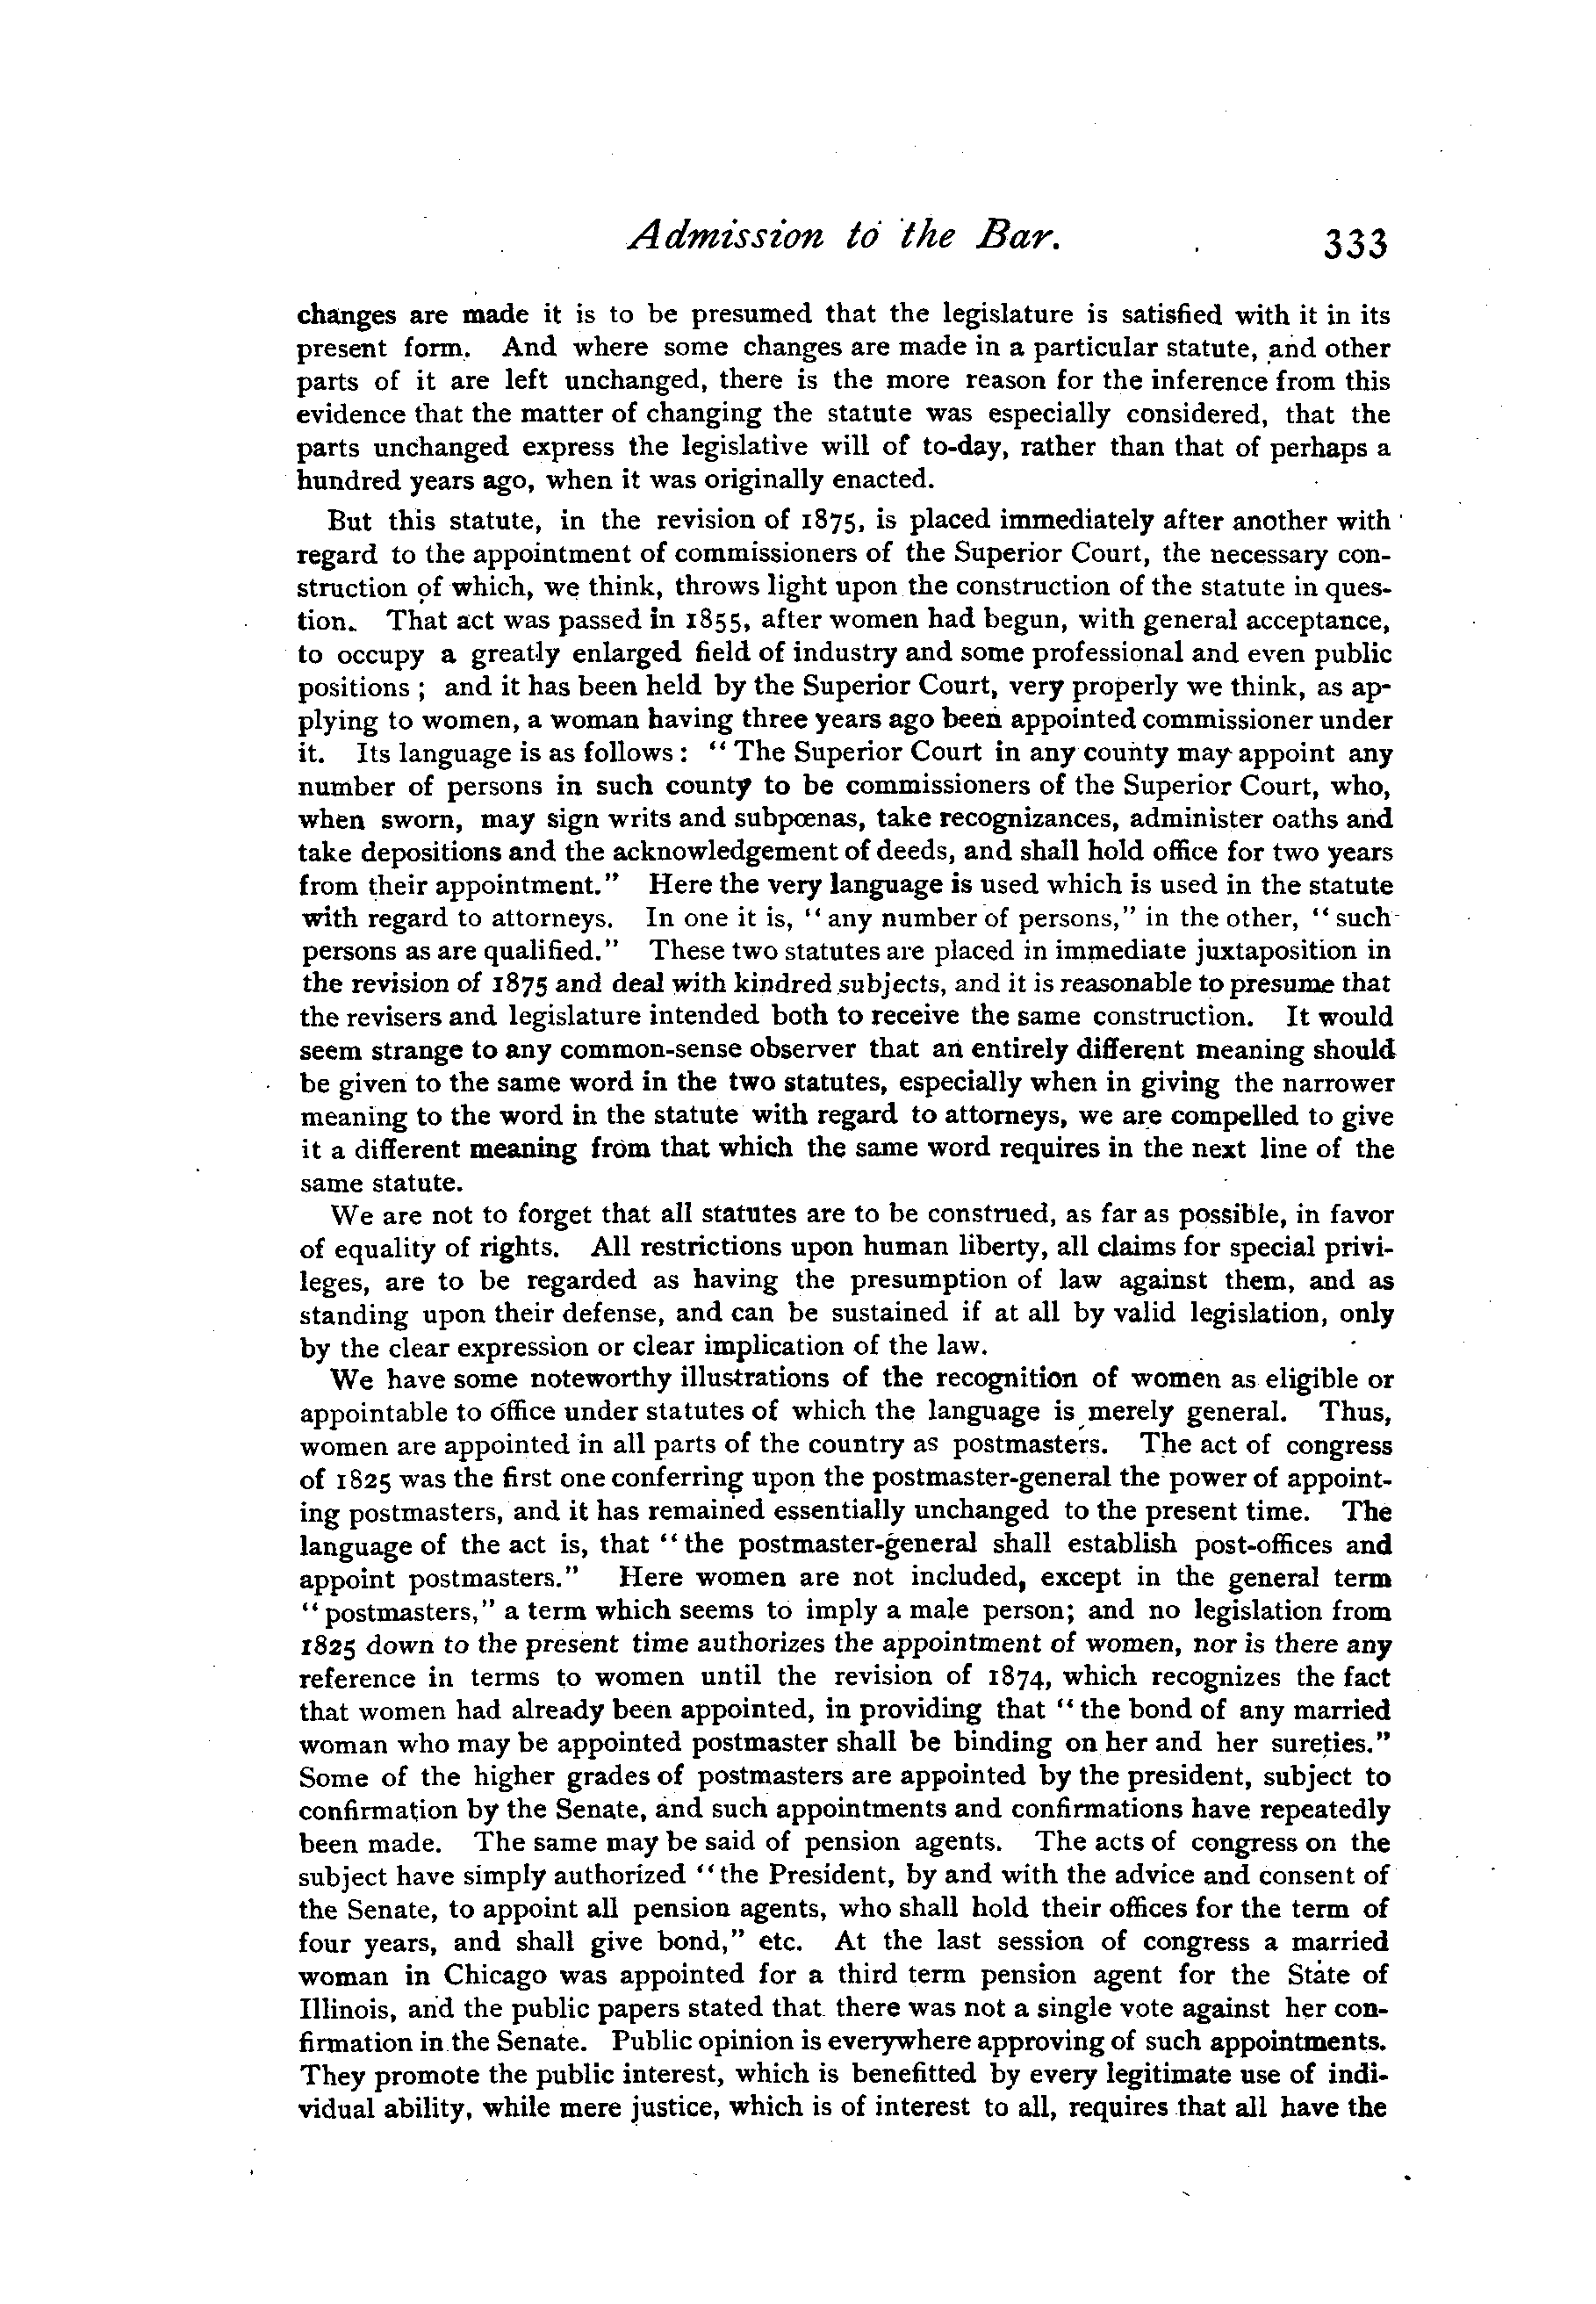 Admission to the Bar. 333
changes are made it is to be presumed that the legislature is satisfied with it in its
present form. And where some changes are made in a particular statute, and other
parts of it are left unchanged, there is the more reason for the inference from this
evidence that the matter of changing the statute was especially considered, that the
parts unchanged express the legislative will of to-day, rather than that of perhaps a
hundred years ago, when it was originally enacted.
But this statute, in the revision of 1875, is placed immediately after another with
regard to the appointment of commissioners of the Superior Court, the necessary con-
struction of which, we think, throws light upon the construction of the statute in ques-
tion. That act was passed in 1855, after women had begun, with general acceptance,
to occupy a greatly enlarged field of industry and some professional and even public
positions ; and it has been held by the Superior Court, very properly we think, as ap-
plying to women, a woman having three years ago been appointed commissioner under
it. Its language is as follows : "The Superior Court in any county may appoint any
number of persons in such county to be commissioners of the Superior Court, who,
when sworn, may sign writs and subpœnas, take recognizances, administer oaths and
take depositions and the acknowledgement of deeds, and shall hold office for two years
from their appointment." Here the very language is used which is used in the statute
with regard to attorneys. In one it is, "any number of persons," in the other, "such
persons as are qualified." These two statutes are placed in immediate juxtaposition in
the revision of 1875 and deal with kindred subjects, and it is reasonable to presume that
the revisers and legislature intended both to receive the same construction. It would
seem strange to any common-sense observer that an entirely different meaning should
be given to the same word in the two statutes, especially when in giving the narrower
meaning to the word in the statute with regard to attorneys, we are compelled to give
it a different meaning from that which the same word requires in the next line of the
same statute.
We are not to forget that all statutes are to be construed, as far as possible, in favor
of equality of rights. All restrictions upon human liberty, all claims for special privi-
leges, are to be regarded as having the presumption of law against them, and as
standing upon their defense, and can be sustained if at all by valid legislation, only
by the clear expression or clear implication of the law.
We have some noteworthy illustrations of the recognition of women as eligible or
appointable to office under statutes of which the language is merely general. Thus,
women are appointed in all parts of the country as postmasters. The act of congress
of 1825 was the first one conferring upon the postmaster-general the power of appoint-
ing postmasters, and it has remained essentially unchanged to the present time. The
language of the act is, that "the postmaster-general shall establish post-offices and
appoint postmasters." Here women are not included, except in the general term
"postmasters," a term which seems to imply a male person; and no legislation from
1825 down to the present time authorizes the appointment of women, nor is there any
reference in terms to women until the revision of 1874, which recognizes the fact
that women had already been appointed, in providing that "the bond of any married
woman who may be appointed postmaster shall be binding on her and her sureties."
Some of the higher grades of postmasters are appointed by the president, subject to
confirmation by the Senate, and such appointments and confirmations have repeatedly
been made. The same may be said of pension agents. The acts of congress on the
subject have simply authorized "the President, by and with the advice and consent of
the Senate, to appoint all pension agents, who shall hold their offices for the term of
four years, and shall give bond," etc. At the last session of congress a married
woman in Chicago was appointed for a third term pension agent for the State of
Illinois, and the public papers stated that there was not a single vote against her con-
firmation in the Senate. Public opinion is everywhere approving of such appointments.
They promote the public interest, which is benefitted by every legitimate use of indi-
vidual ability, while mere justice, which is of interest to all, requires that all have the